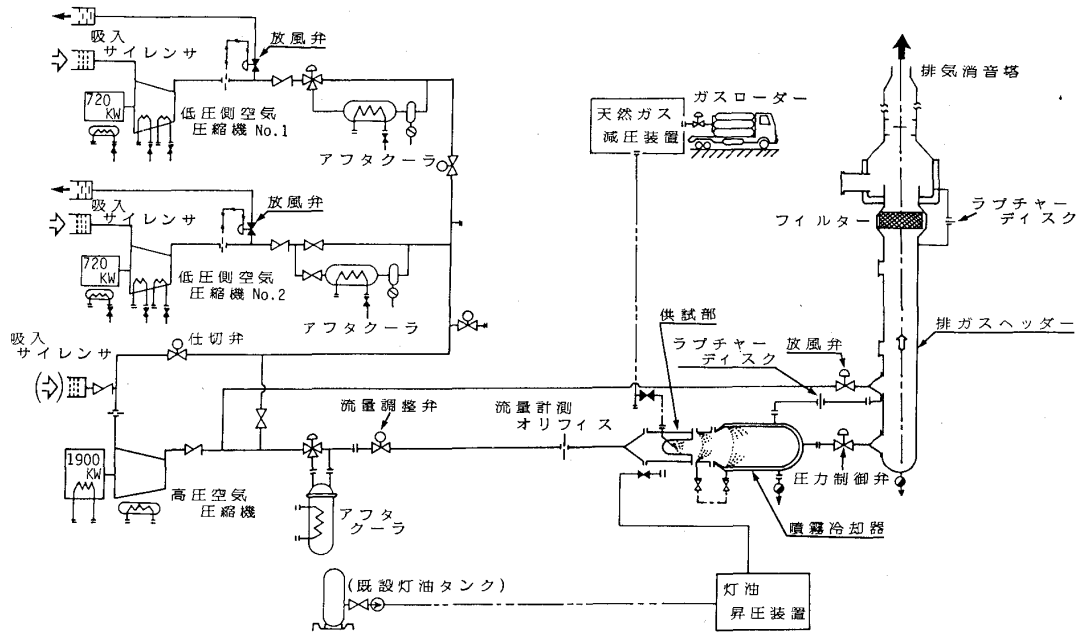 吸入
サイレンサ
放風弁
720
KW
低圧側空気
圧縮機 No.1
アフタクーラ
吸入
サイレンサ
放風弁
720
KW
低圧側空気
圧縮機 No.2
アフタクーラ
天然ガス
減圧装置
ガスローダー
排気消音塔
フィルター
ラプチャー
ディスク
吸入
サイレンサ
仕切弁
供試部
ラプチャー
ディスク
放風弁
排ガスヘッダー
流量調整弁
流量計測
オリフィス
1900
KW
高圧空気
圧縮機
アフタ
クーラ
圧力制御弁
噴霧冷却器
(既設灯油タンク)
灯油
昇圧装置